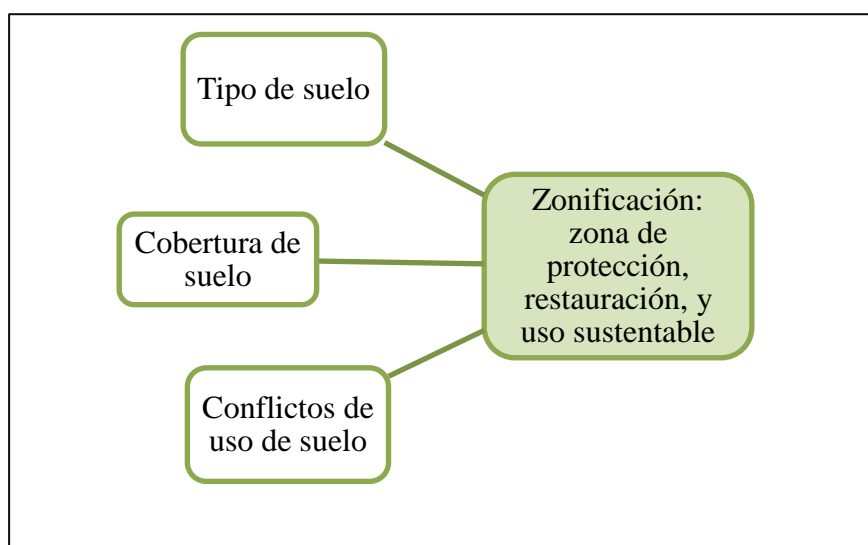 Tipo de suelo
Cobertura de
suelo
Conflictos de
uso de suelo
Zonificación:
zona de
protección,
restauración, y
uso sustentable